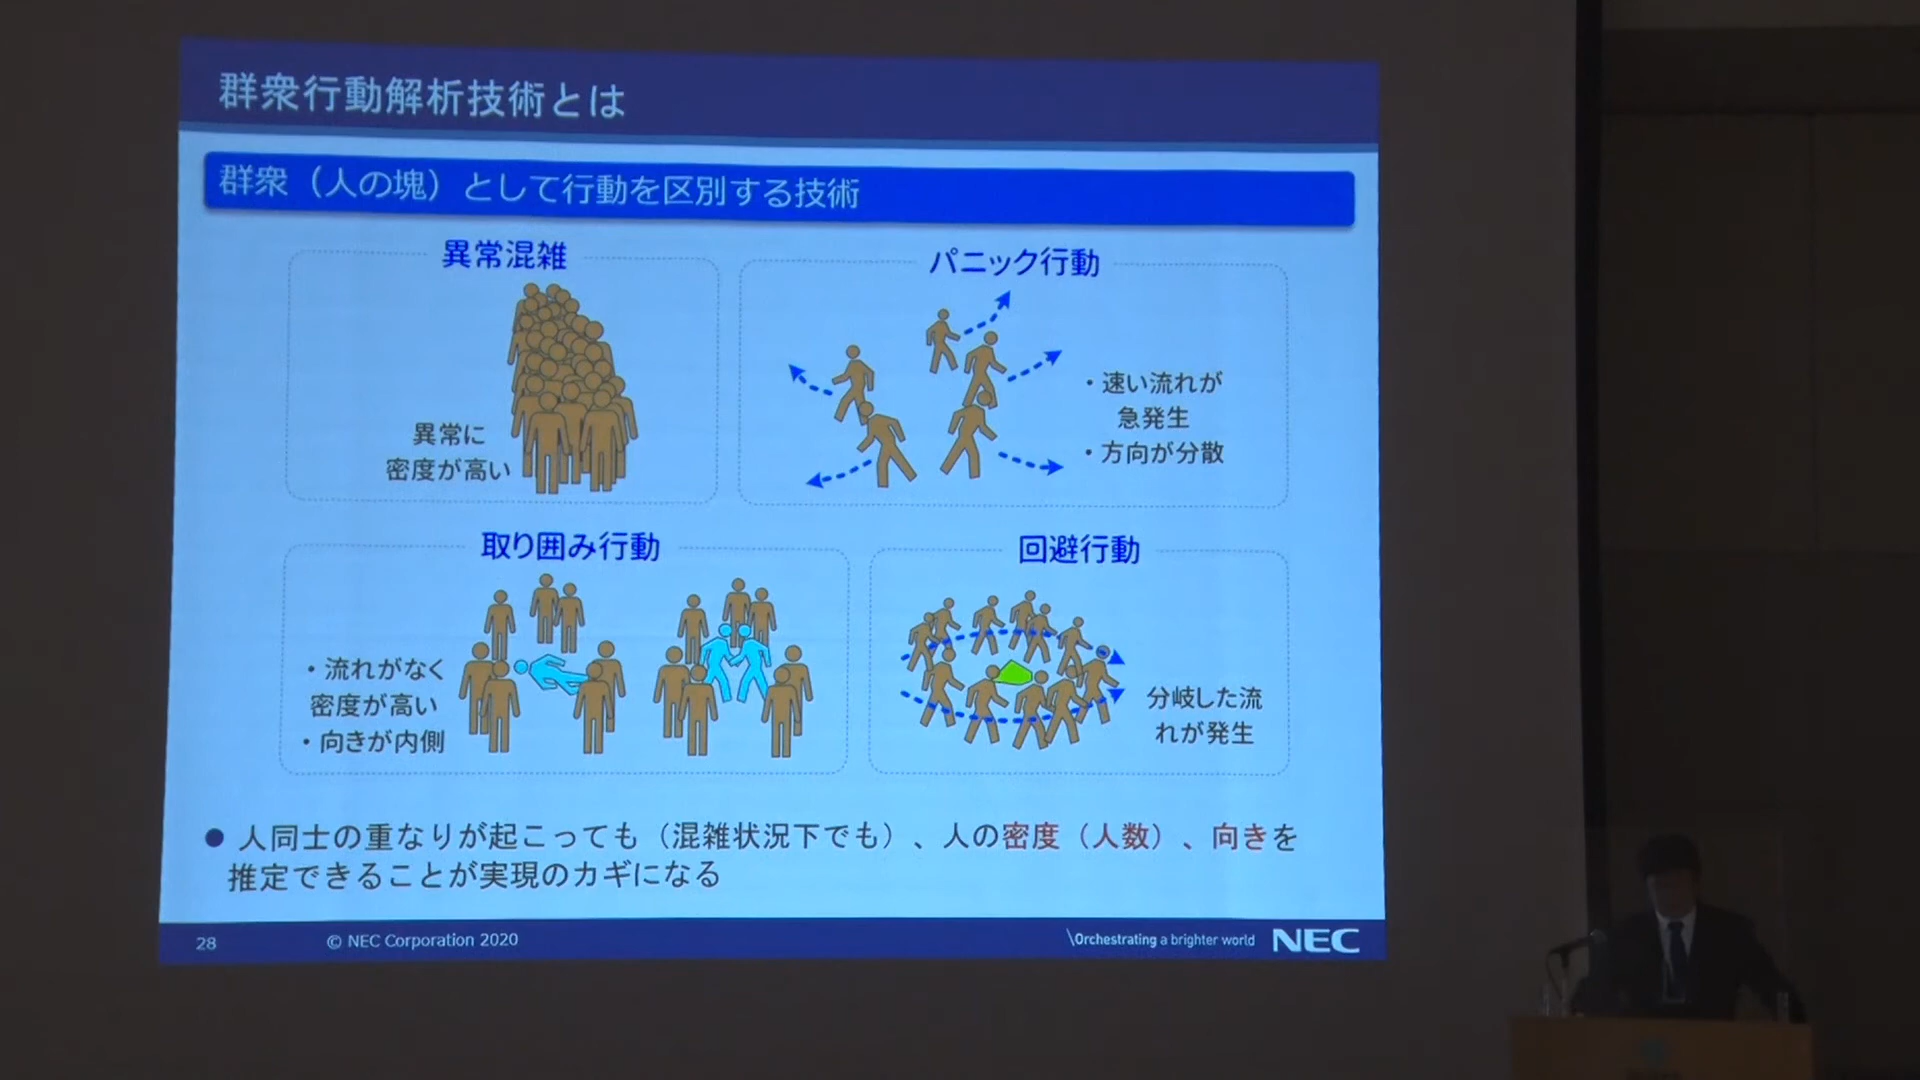 群衆行動解析技術とは
群衆（人の塊）として行動を区別する技術
異常混雑
異常に
密度が高い
パニック行動
・速い流れが
急発生
・方向が分散
取り囲み行動
・流れがなく
密度が高い
・向きが内側
回避行動
分岐した流
れが発生
● 人同士の重なりが起こっても（混雑状況下でも）、人の密度（人数）、向きを
推定できることが実現のカギになる
28
© NEC Corporation 2020
\Orchestrating a brighter world
NEC